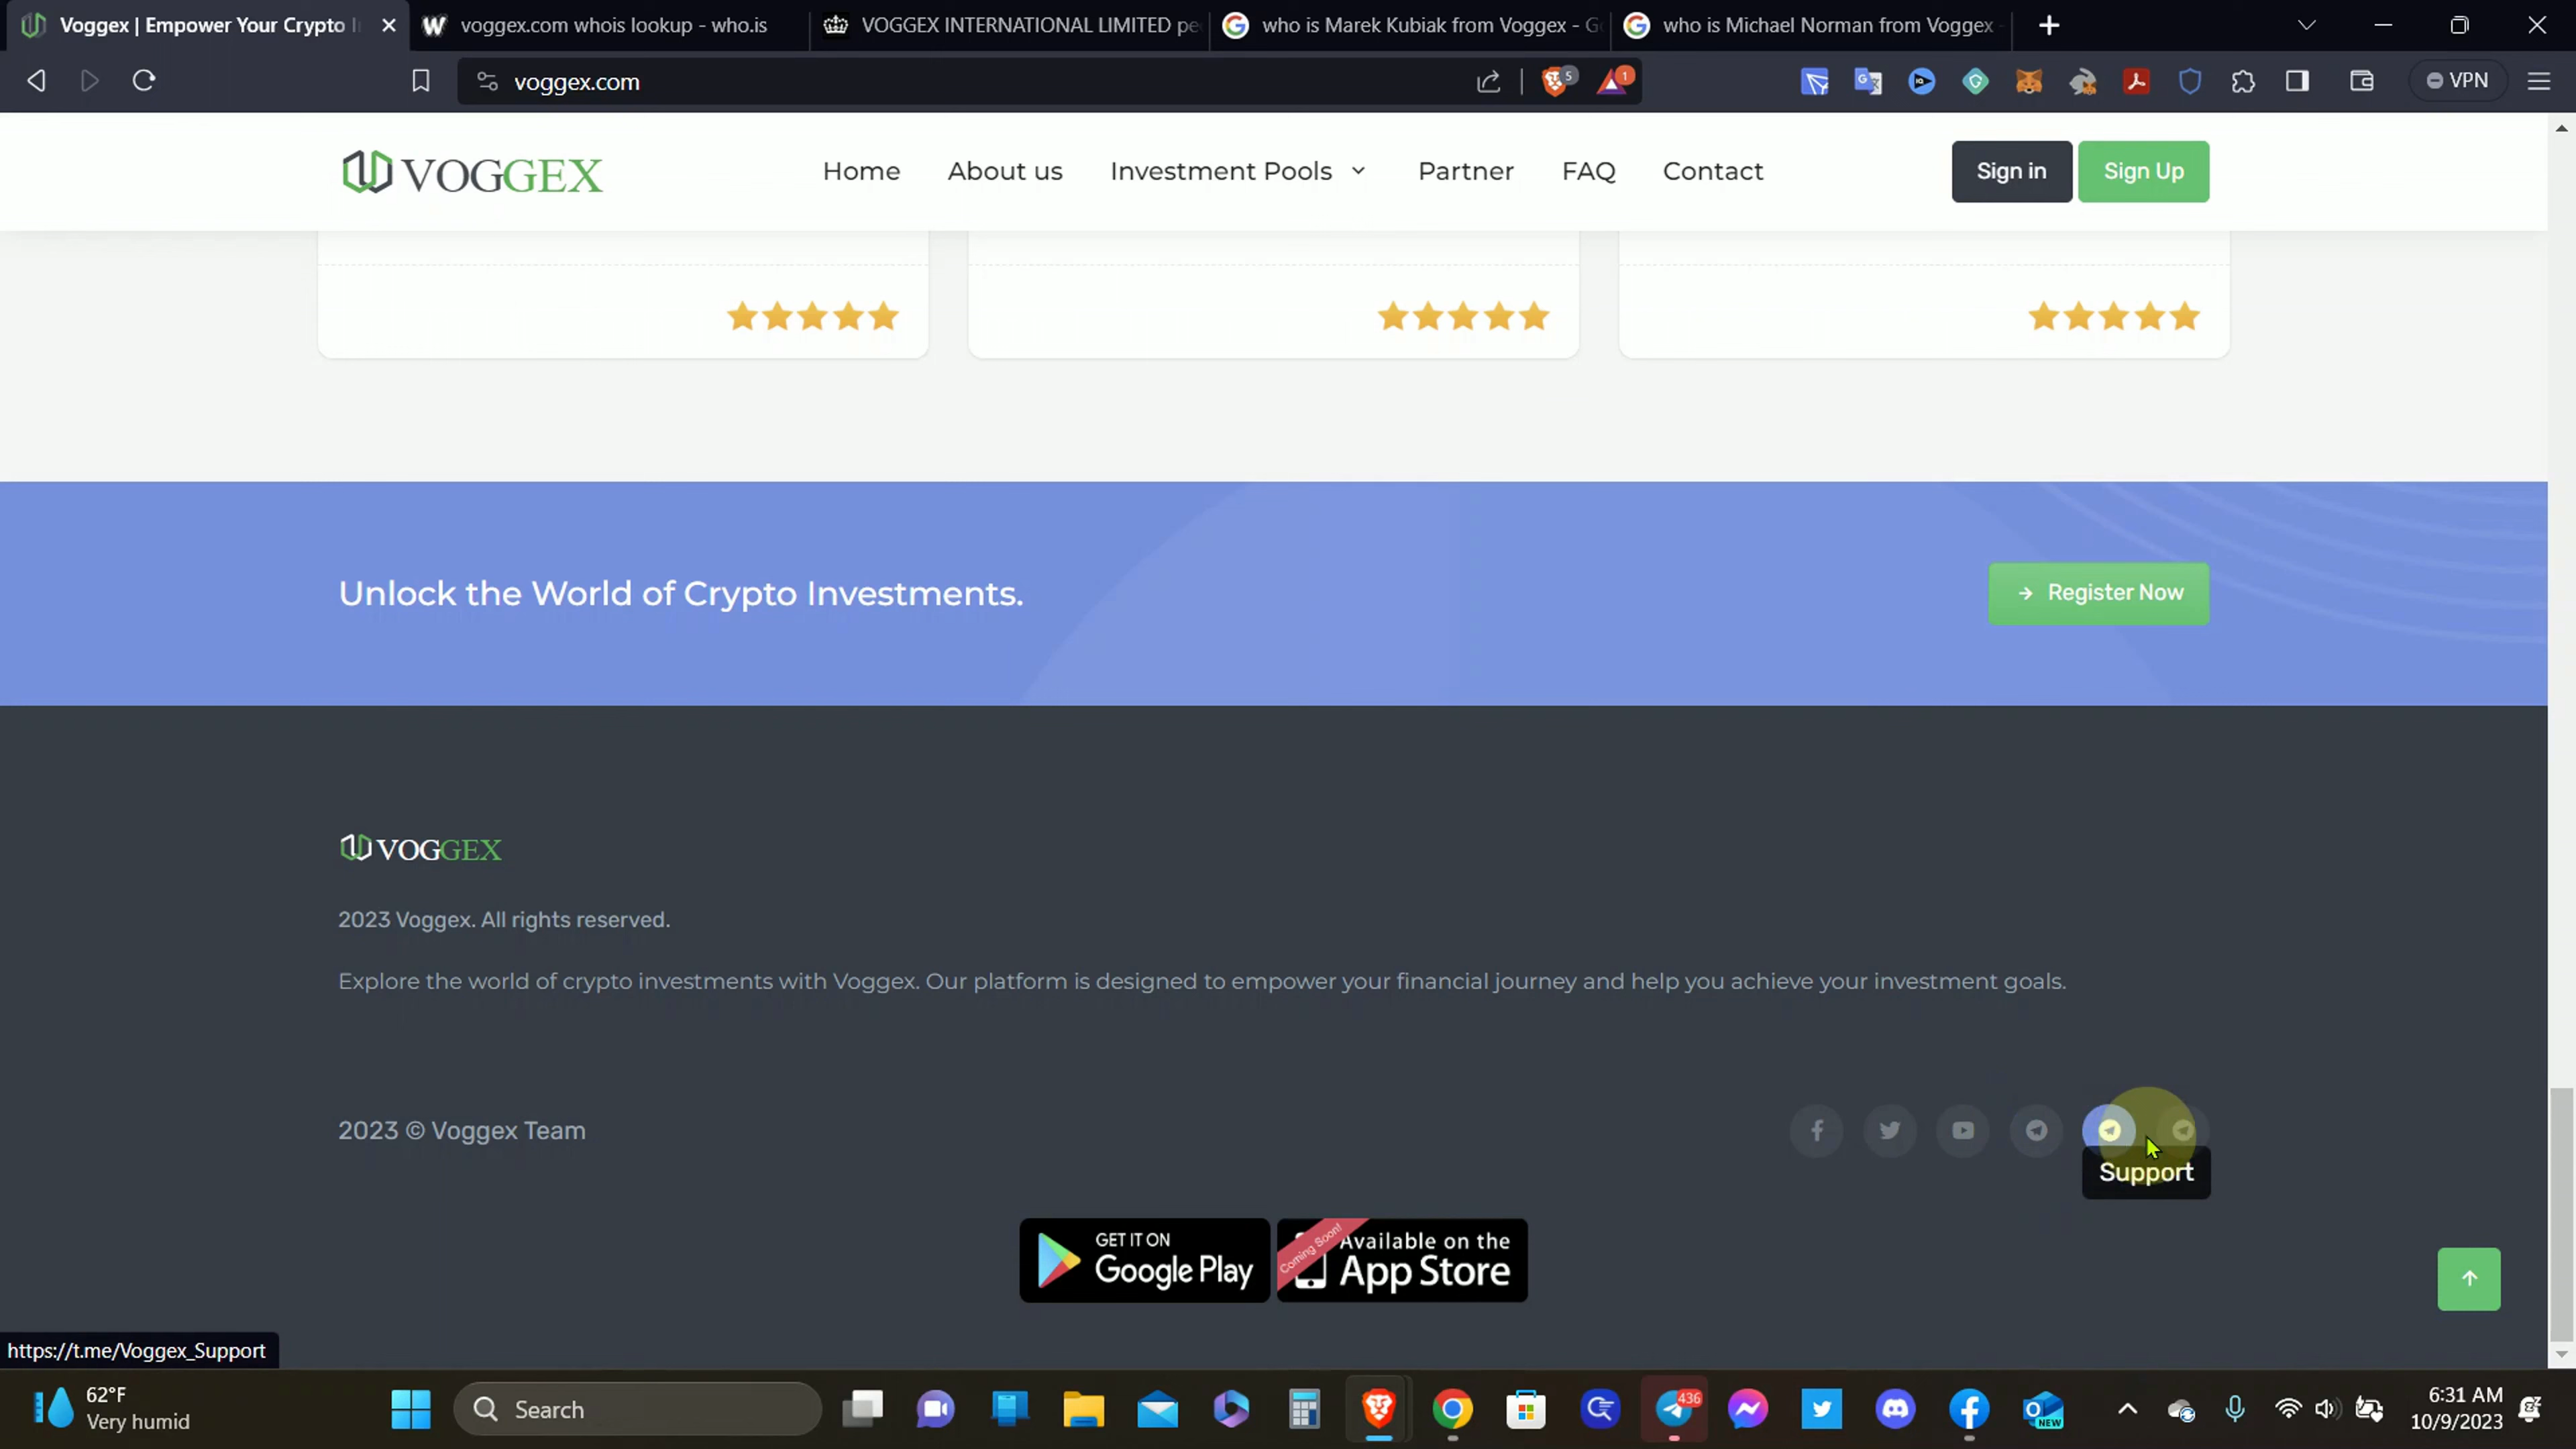 Voggex | Empower Your Crypto I
voggex.com whois lookup - who.is
VOGGEX INTERNATIONAL LIMITED pe
who is Marek Kubiak from Voggex - G
who is Michael Norman from Voggex -
voggex.com
5
1
VPN
VOGGEX
Home
About us
Investment Pools
Partner
FAQ
Contact
Sign in
Sign Up
Unlock the World of Crypto Investments.
Register Now
VOGGEX
2023 Voggex. All rights reserved.
Explore the world of crypto investments with Voggex. Our platform is designed to empower your financial journey and help you achieve your investment goals.
2023 © Voggex Team
Support
GET IT ON
Google Play
Coming Soon!
Available on the
App Store
https://t.me/Voggex_Support
62°F
Very humid
Search
436
NEW
6:31 AM
10/9/2023